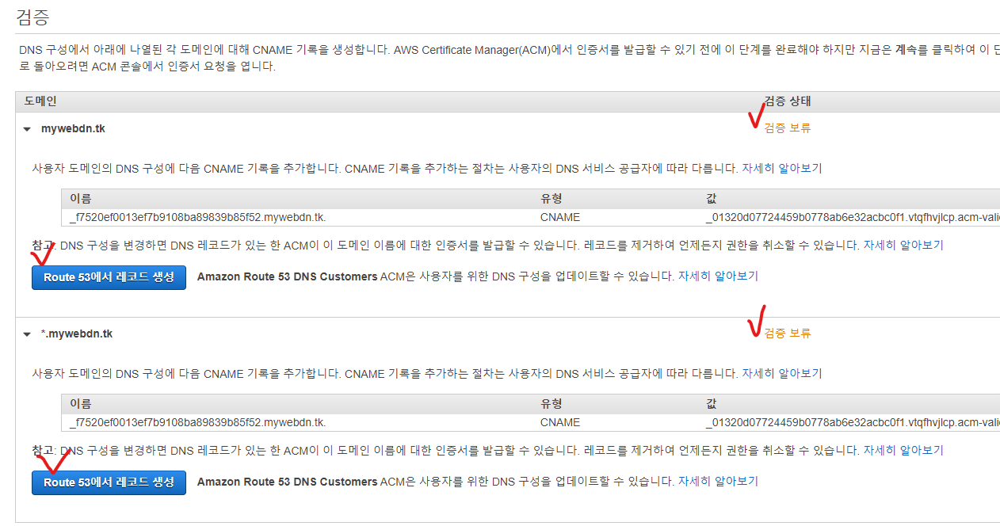 검증
DNS 구성에서 아래에 나열된 각 도메인에 대해 CNAME 기록을 생성합니다. AWS Certificate Manager(ACM)에서 인증서를 발급할 수 있기 전에 이 단계를 완료해야 하지만 지금은 계속를 클릭하여 이
로 돌아오려면 ACM 콘솔에서 인증서 요청을 엽니다.
도메인 검증 상태
mywebdn.tk 검증 보류
사용자 도메인의 DNS 구성에 다음 CNAME 기록을 추가합니다. CNAME 기록을 추가하는 절차는 사용자의 DNS 서비스 공급자에 따라 다릅니다. 자세히 알아보기
이름 유형 값
_f7520ef0013ef7b9108ba89839b85f52.mywebdn.tk. CNAME _01320d07724459b0778ab6e32acbc0f1.vtqfhvjlcp.acm-vali
참고: DNS 구성을 변경하면 DNS 레코드가 있는 한 ACM이 이 도메인 이름에 대한 인증서를 발급할 수 있습니다. 레코드를 제거하여 언제든지 권한을 취소할 수 있습니다. 자세히 알아보기
Route 53에서 레코드 생성 Amazon Route 53 DNS Customers ACM은 사용자를 위한 DNS 구성을 업데이트할 수 있습니다. 자세히 알아보기
*.mywebdn.tk 검증 보류
사용자 도메인의 DNS 구성에 다음 CNAME 기록을 추가합니다. CNAME 기록을 추가하는 절차는 사용자의 DNS 서비스 공급자에 따라 다릅니다. 자세히 알아보기
이름 유형 값
_f7520ef0013ef7b9108ba89839b85f52.mywebdn.tk. CNAME _01320d07724459b0778ab6e32acbc0f1.vtqfhvjlcp.acm-vali
참고: DNS 구성을 변경하면 DNS 레코드가 있는 한 ACM이 이 도메인 이름에 대한 인증서를 발급할 수 있습니다. 레코드를 제거하여 언제든지 권한을 취소할 수 있습니다. 자세히 알아보기
Route 53에서 레코드 생성 Amazon Route 53 DNS Customers ACM은 사용자를 위한 DNS 구성을 업데이트할 수 있습니다. 자세히 알아보기